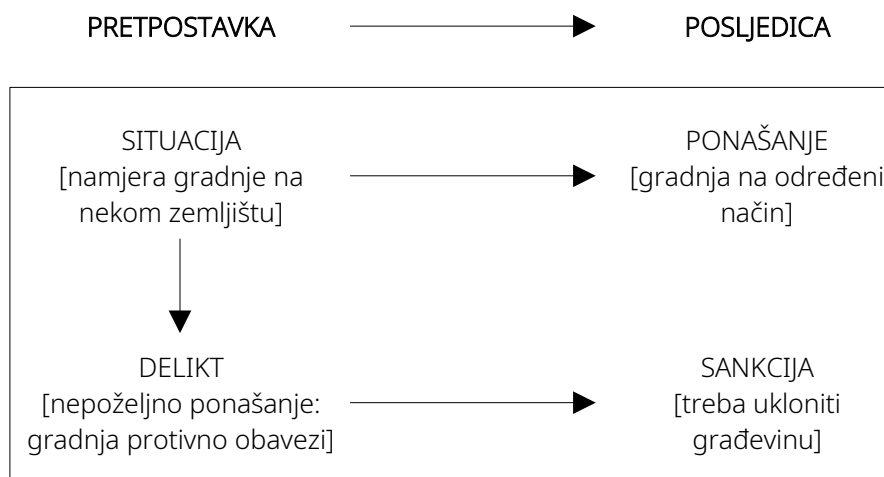 PRETPOSTAVKA
POSLJEDICA
SITUACIJA
[namjera gradnje na
nekom zemljištu]
PONAŠANJE
[gradnja na određeni
način]
DELIKT
[nepoželjno ponašanje:
gradnja protivno obavezi]
SANKCIJA
[treba ukloniti
građevinu]